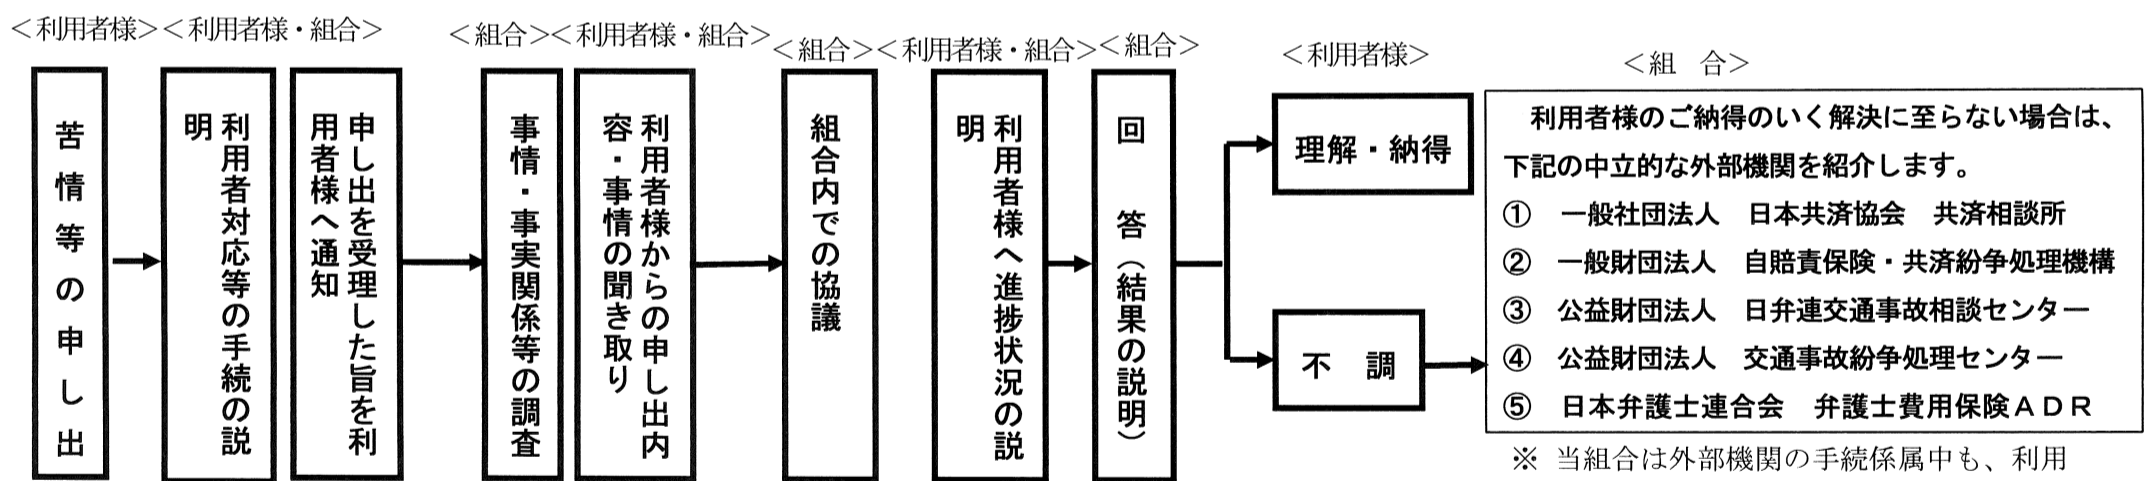 ＜利用者様＞
＜利用者様・組合＞
＜組合＞
＜利用者様・組合＞
＜組合＞
＜利用者様・組合＞
＜組合＞
＜利用者様＞
＜組　合＞
苦情等の申し出
利用者対応等の手続の説
明
申し出を受理した旨を利
用者様へ通知
事情・事実関係等の調査
利用者様からの申し出内
容・事情の聞き取り
組合内での協議
利用者様へ進捗状況の説
明
回　答（結果の説明）
理解・納得
不　調
利用者様のご納得のいく解決に至らない場合は、
下記の中立的な外部機関を紹介します。
①　一般社団法人　日本共済協会　共済相談所
②　一般財団法人　自賠責保険・共済紛争処理機構
③　公益財団法人　日弁連交通事故相談センター
④　公益財団法人　交通事故紛争処理センター
⑤　日本弁護士連合会　弁護士費用保険ＡＤＲ
※ 当組合は外部機関の手続係属中も、利用